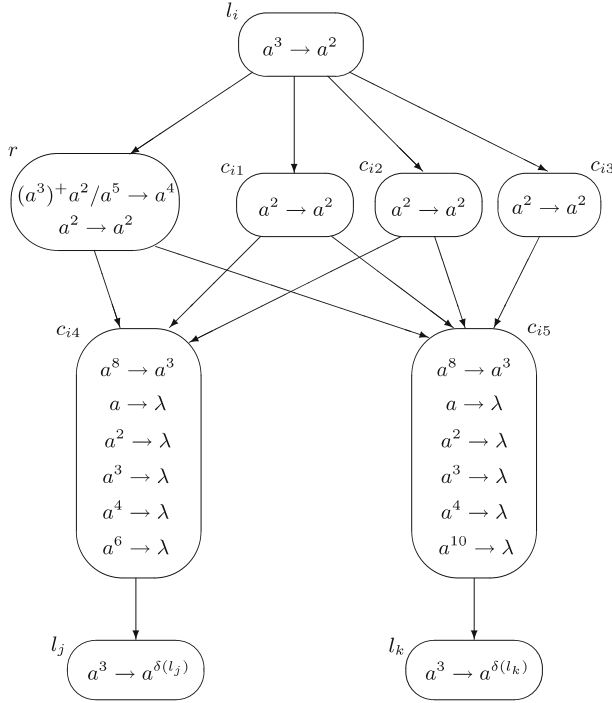 l_i
a^3 → a^2
r
(a^3)^+a^2/a^5 → a^4
a^2 → a^2
c_{i1}
a^2 → a^2
c_{i2}
a^2 → a^2
c_{i3}
a^2 → a^2
c_{i4}
a^8 → a^3
a → λ
a^2 → λ
a^3 → λ
a^4 → λ
a^6 → λ
c_{i5}
a^8 → a^3
a → λ
a^2 → λ
a^3 → λ
a^4 → λ
a^{10} → λ
l_j
a^3 → a^{δ(l_j)}
l_k
a^3 → a^{δ(l_k)}